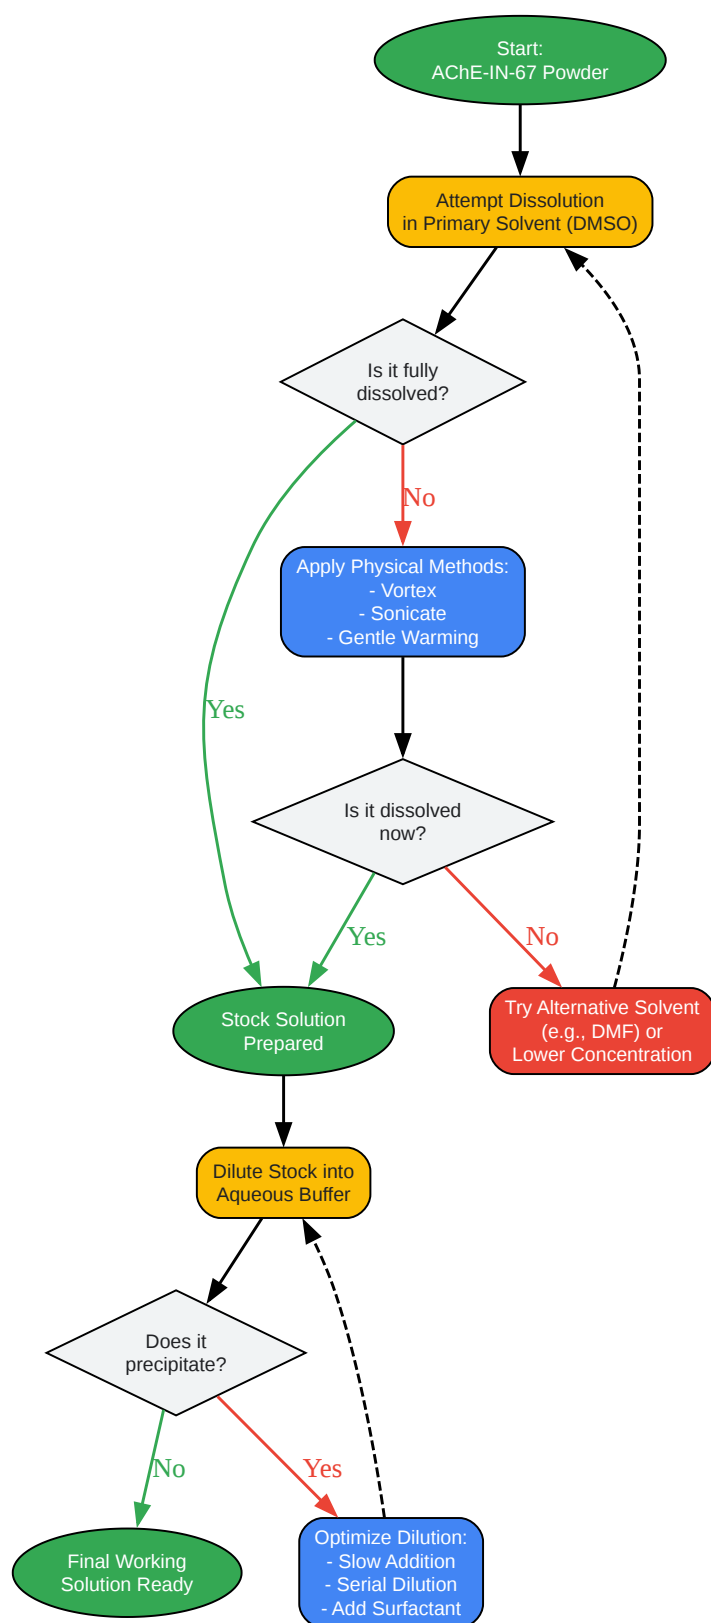 Start:
AChE-IN-67 Powder
Attempt Dissolution
in Primary Solvent (DMSO)
Is it fully
dissolved?
No
Apply Physical Methods:
- Vortex
- Sonicate
- Gentle Warming
Yes
Is it dissolved
now?
Yes
No
Stock Solution
Prepared
Try Alternative Solvent
(e.g., DMF) or
Lower Concentration
Dilute Stock into
Aqueous Buffer
Does it
precipitate?
No
Yes
Final Working
Solution Ready
Optimize Dilution:
- Slow Addition
- Serial Dilution
- Add Surfactant